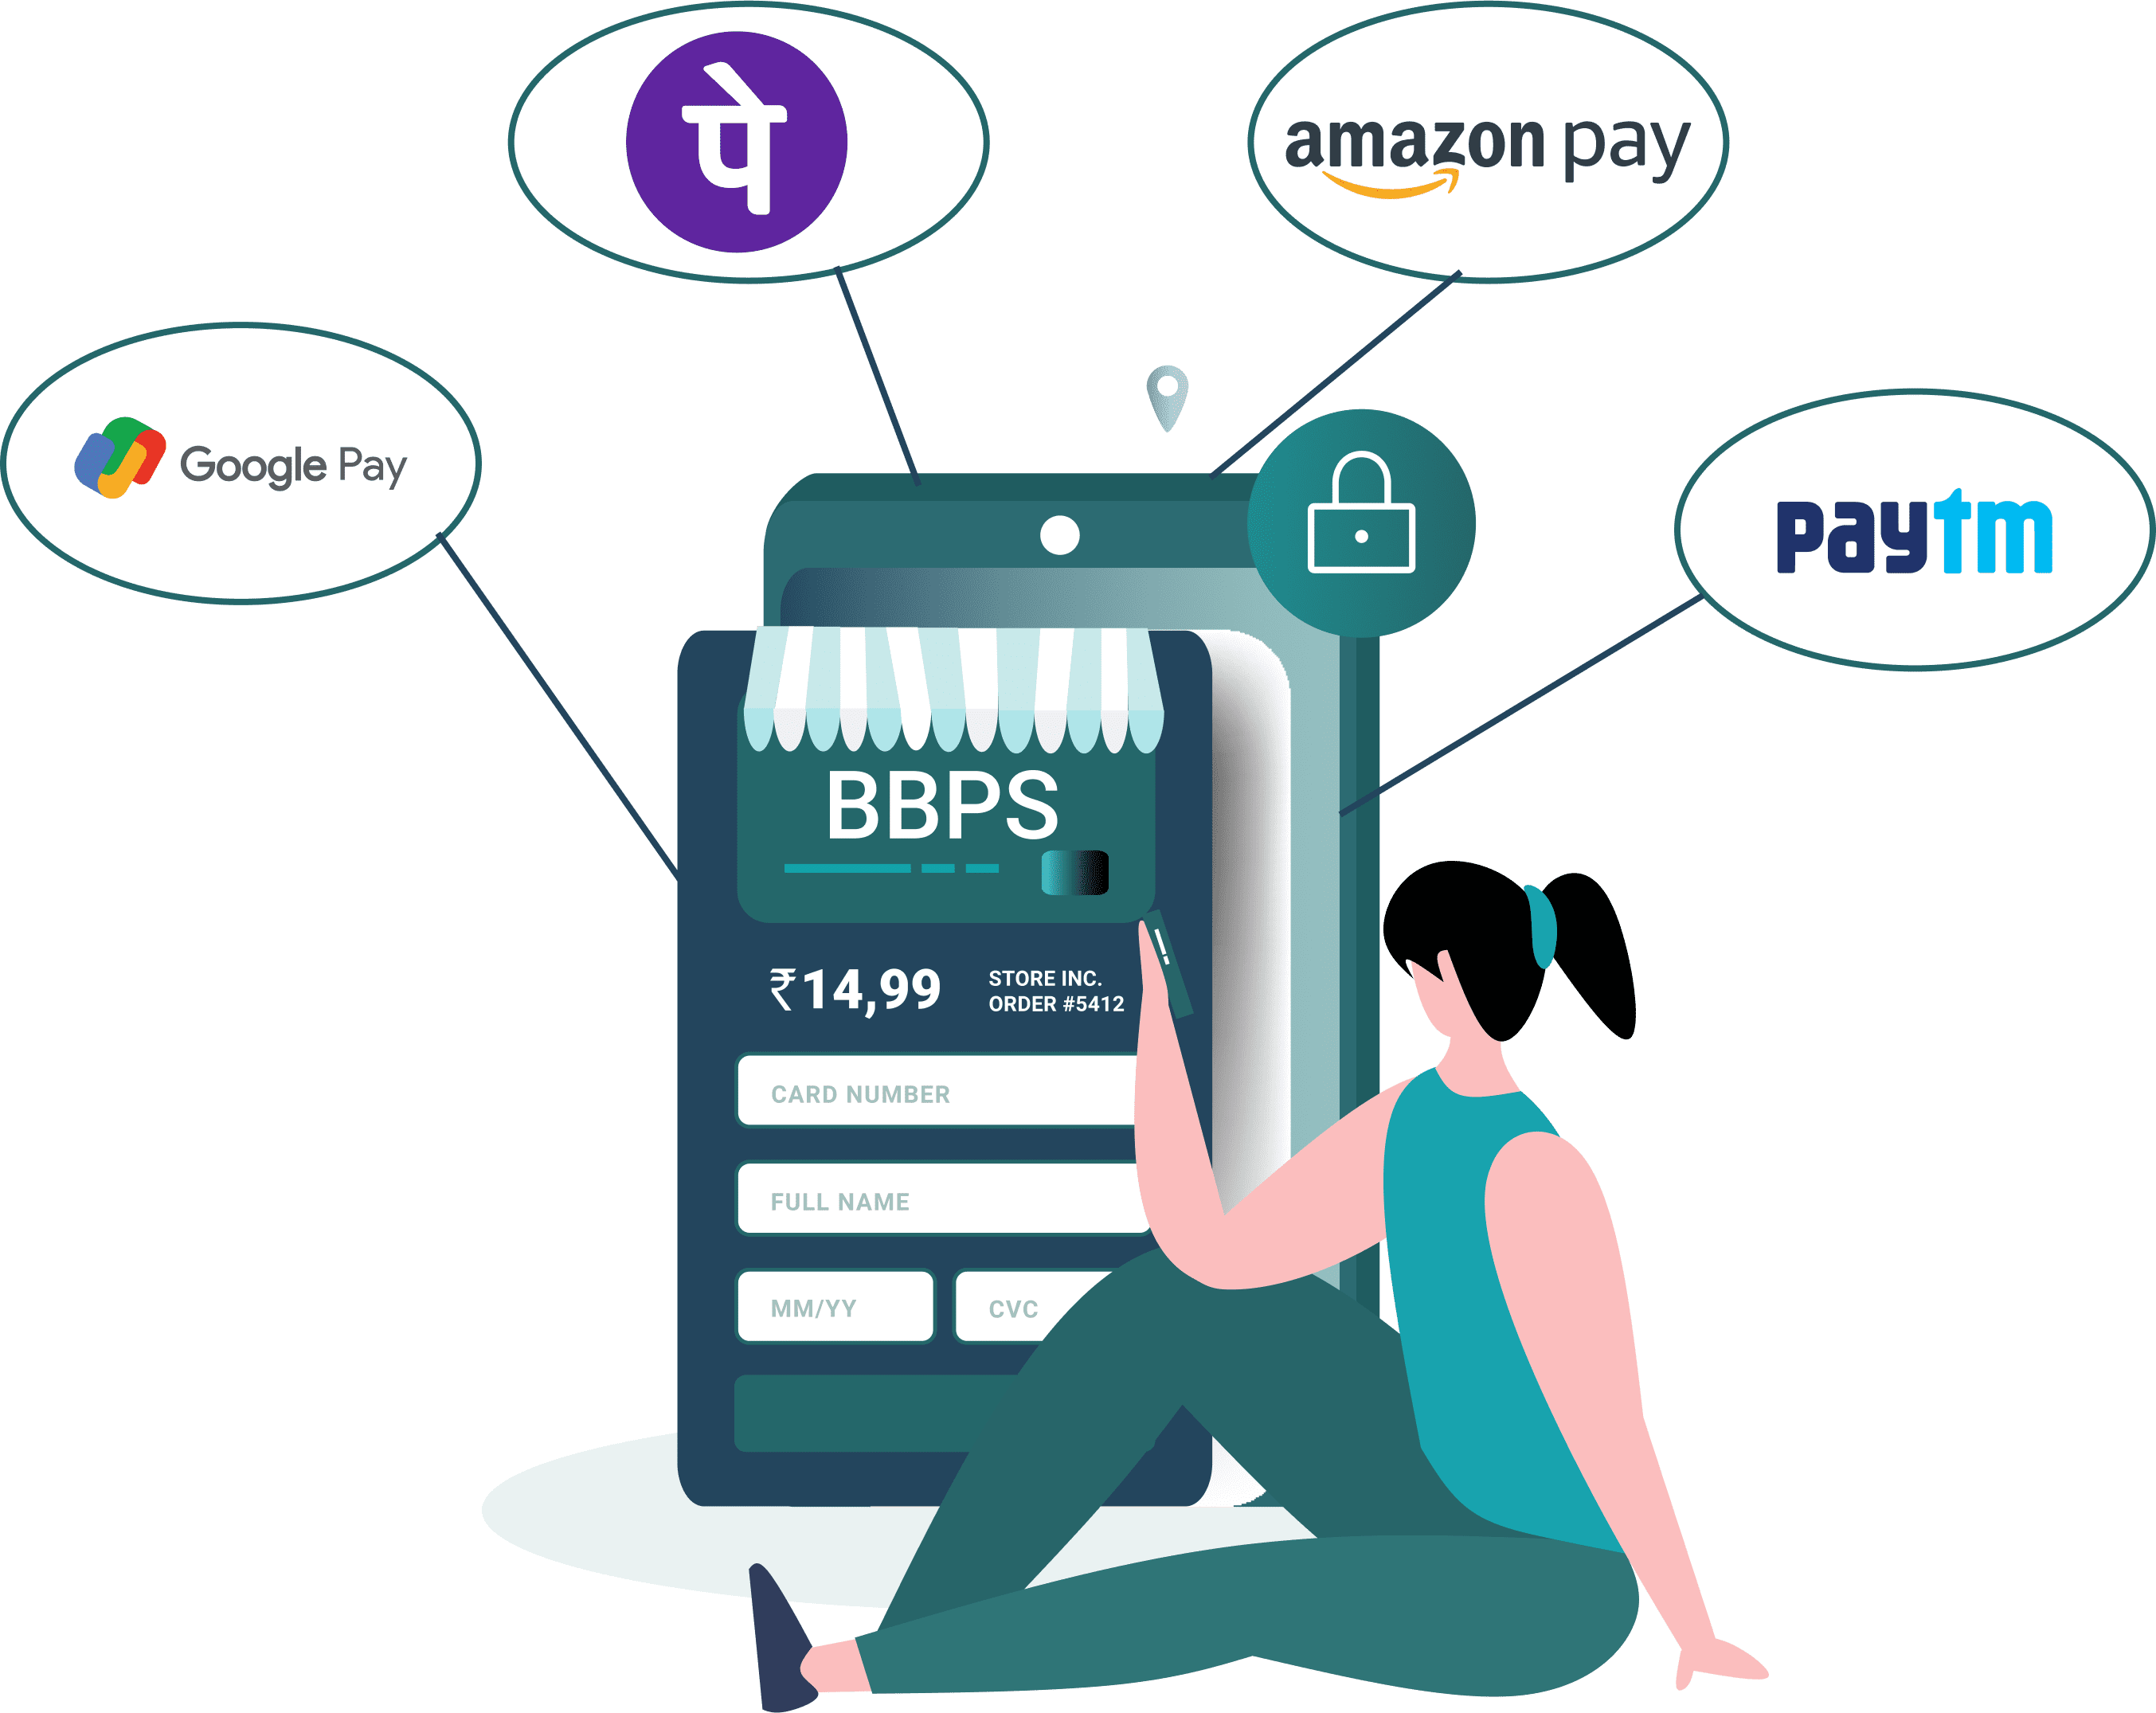 पे
amazon pay
Google Pay
paytm
BBPS
₹14,99
STORE INC.
ORDER #5412
CARD NUMBER
FULL NAME
MM/YY
CVC